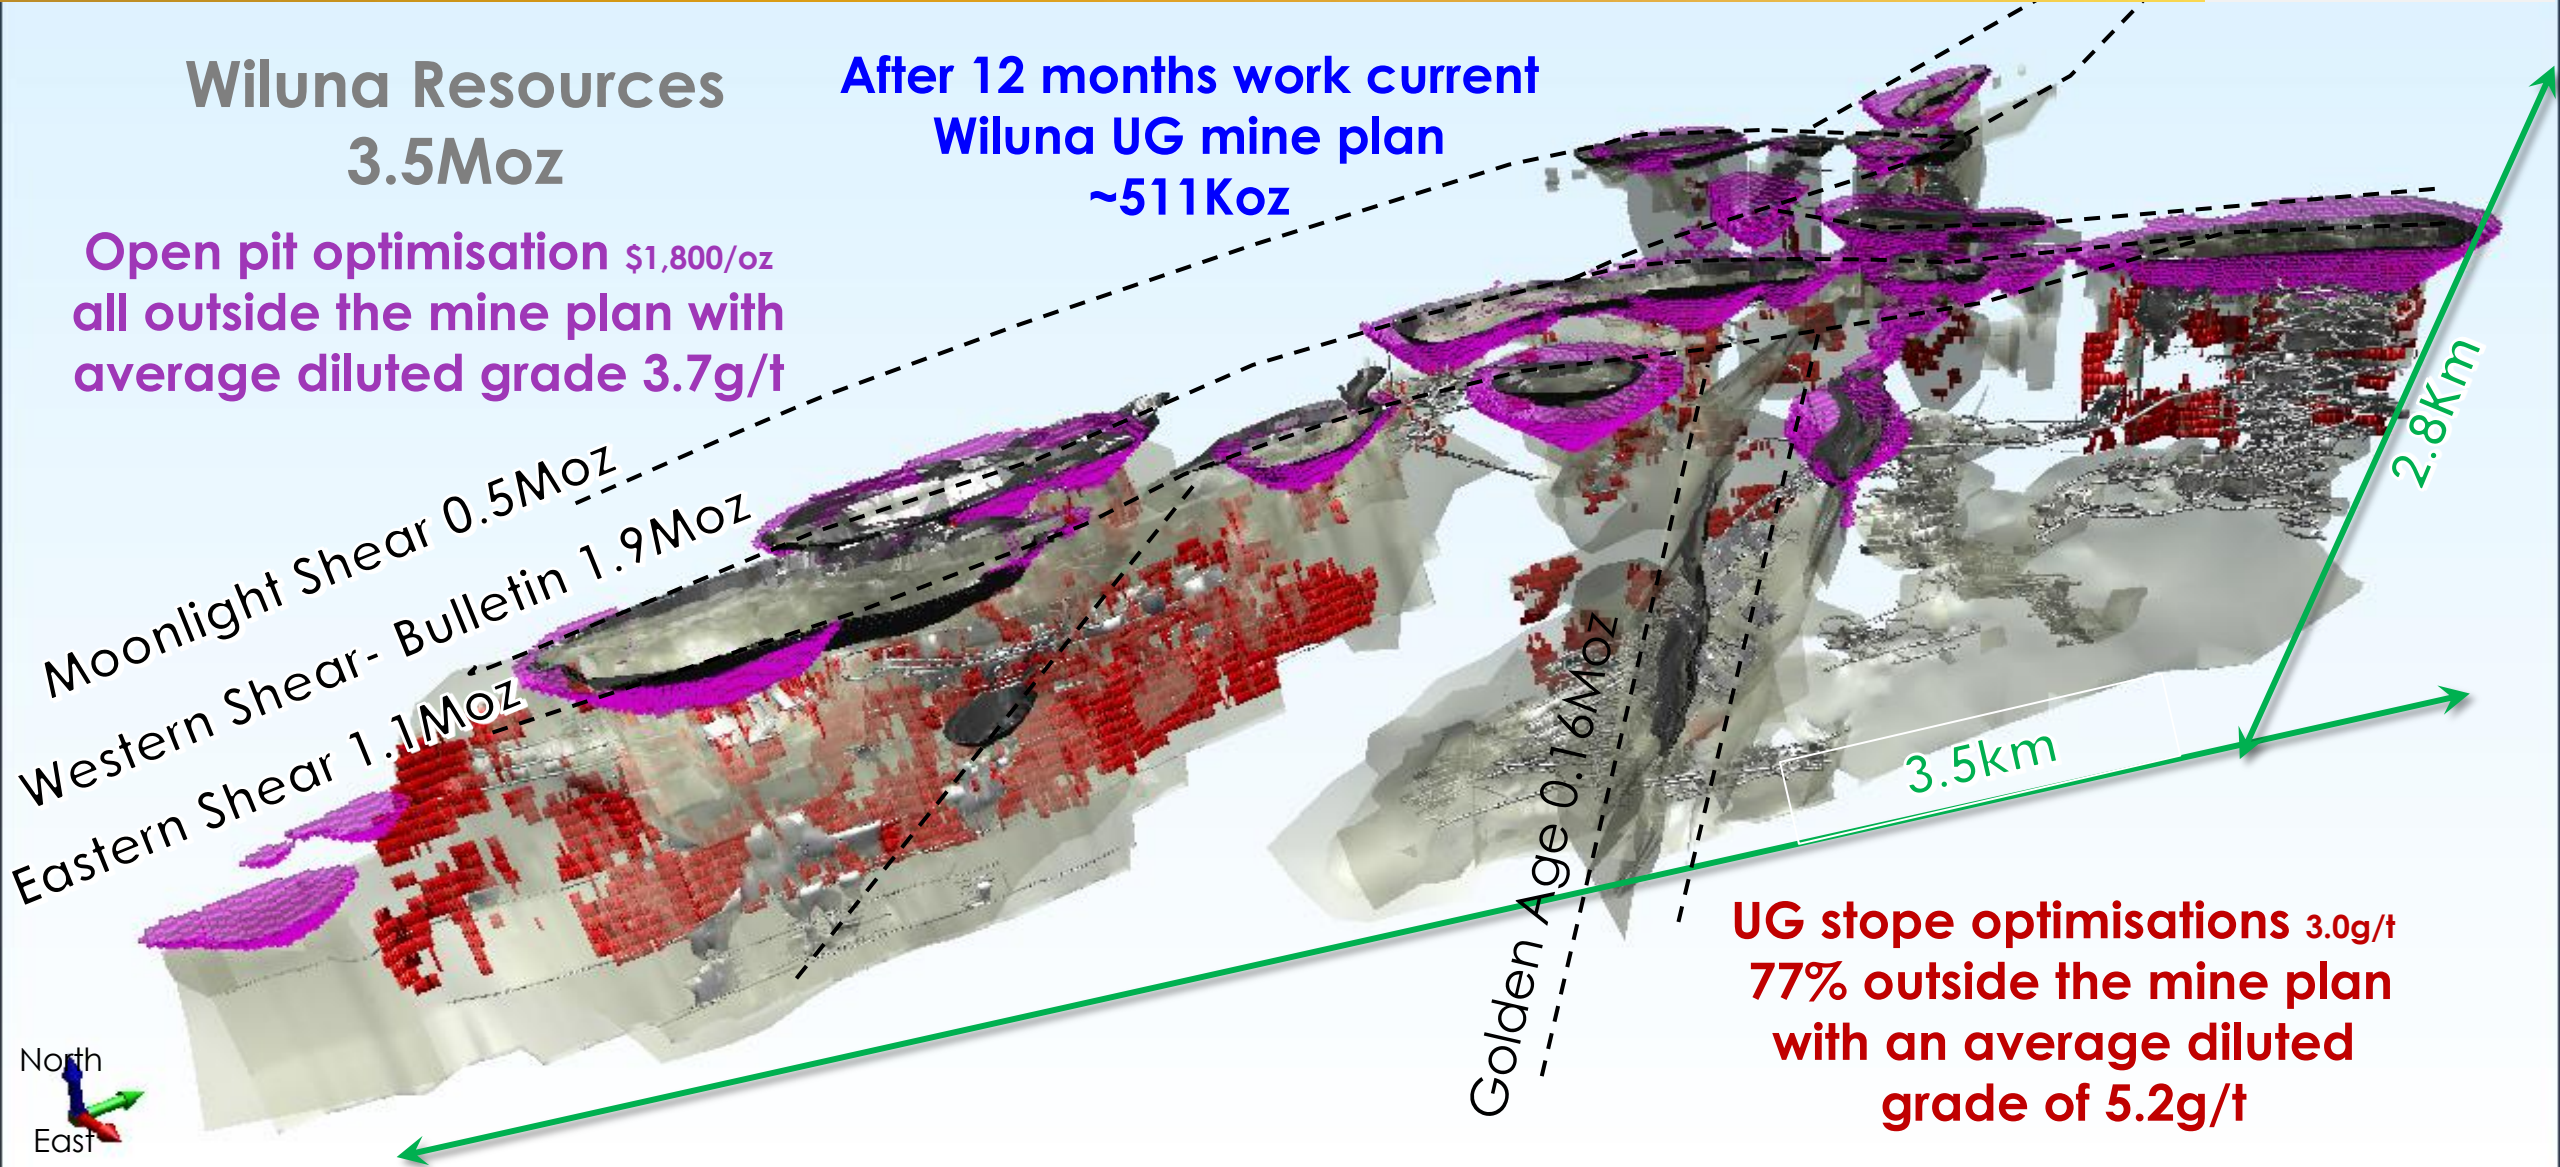 Wiluna Resources
3.5Moz
After 12 months work current
Wiluna UG mine plan
~511Koz
Open pit optimisation $1,800/oz
all outside the mine plan with
average diluted grade 3.7g/t
Moonlight Shear 0.5Moz
Western Shear- Bulletin 1.9Moz
Eastern Shear 1.1Moz
Golden Age 0.16Moz
2.8Km
3.5km
UG stope optimisations 3.0g/t
77% outside the mine plan
with an average diluted
grade of 5.2g/t
North
East